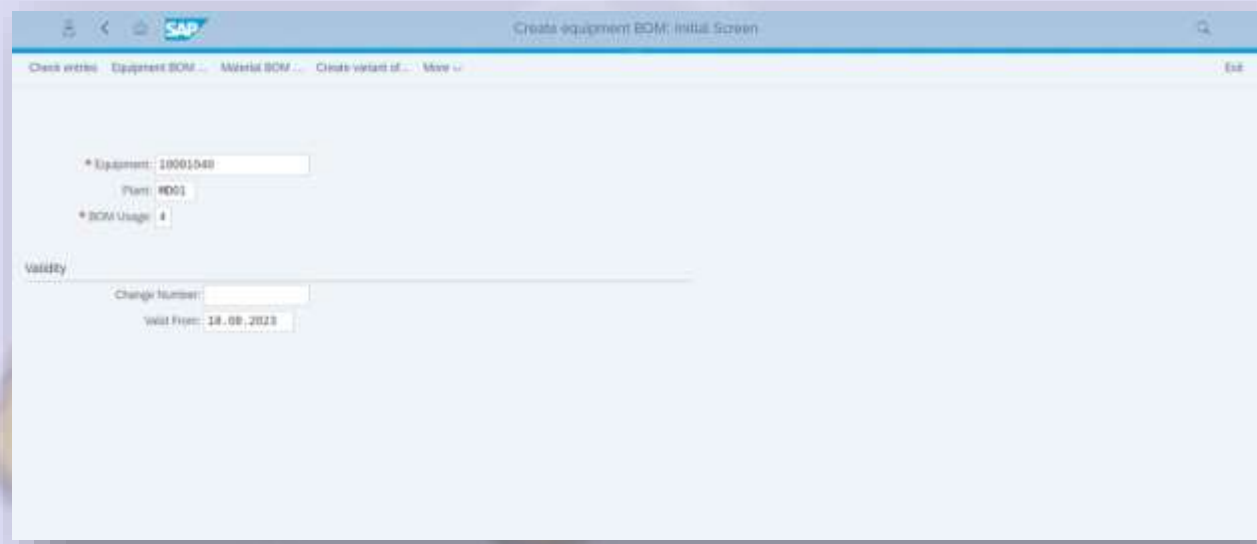 SAP Create equipment BOM: Initial Screen
Check entries Equipment BOM ... Material BOM ... Create variant of... More Exit
* Equipment: 10001040
Plant: MD01
* BOM Usage: 4
Validity
Change Number:
Valid From: 18.08.2023